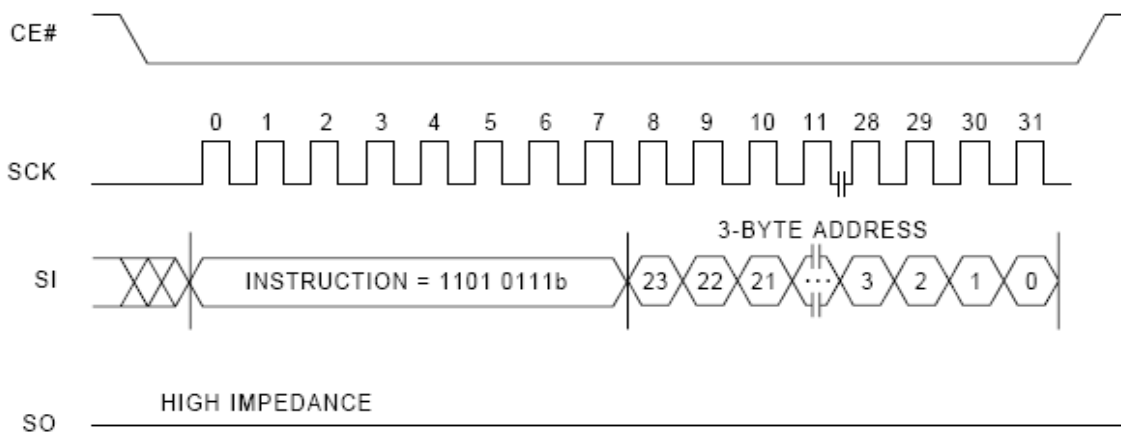 CE#
0 1 2 3 4 5 6 7 8 9 10 11 28 29 30 31
SCK
3-BYTE ADDRESS
SI INSTRUCTION = 1101 0111b 23 22 21 ... 3 2 1 0
HIGH IMPEDANCE
SO